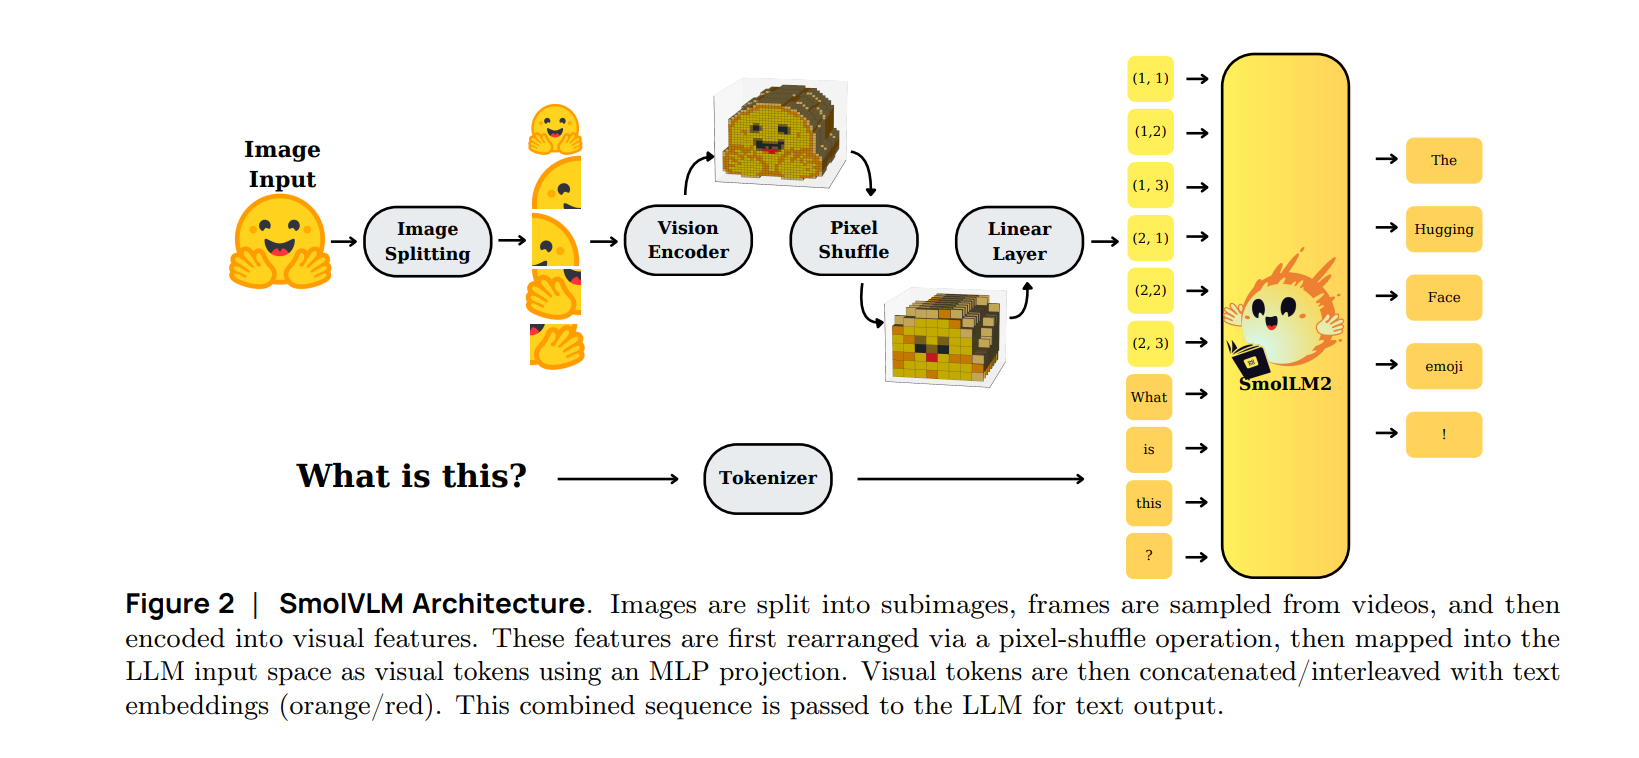 Image
Input
Image
Splitting
Vision
Encoder
Pixel
Shuffle
Linear
Layer
(1, 1)
(1,2)
(1, 3)
(2, 1)
(2,2)
(2, 3)
What
is
this
?
SmolLM2
The
Hugging
Face
emoji
!
What is this?
Tokenizer
Figure 2 | SmolVLM Architecture. Images are split into subimages, frames are sampled from videos, and then
encoded into visual features. These features are first rearranged via a pixel-shuffle operation, then mapped into the
LLM input space as visual tokens using an MLP projection. Visual tokens are then concatenated/interleaved with text
embeddings (orange/red). This combined sequence is passed to the LLM for text output.